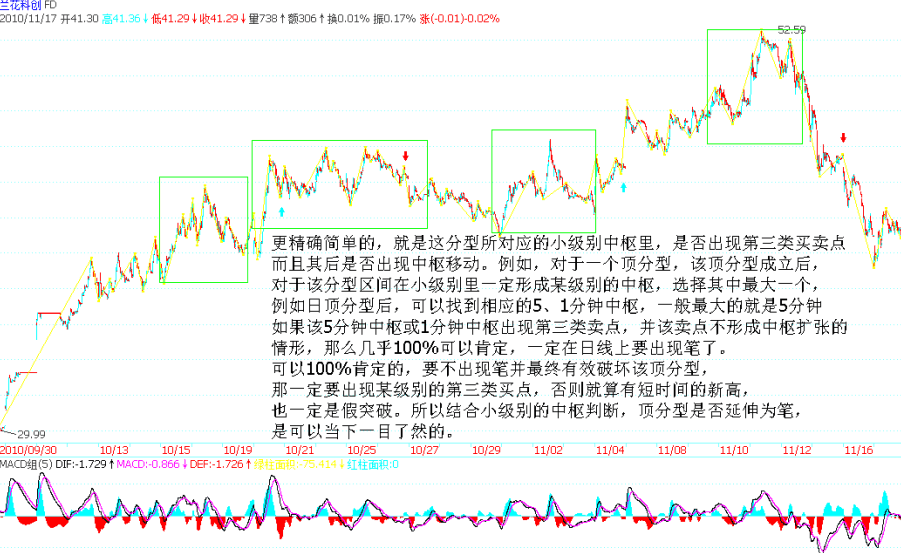 兰花科创 FD
2010/11/17 开41.30 高41.36↓ 低41.29↓ 收41.29↓ 量738↑ 额306↑ 换0.01% 振0.17% 涨(-0.01)-0.02%
52.59
更精确简单的，就是这分型所对应的小级别中枢里，是否出现第三类买卖点
而且其后是否出现中枢移动。例如，对于一个顶分型，该顶分型成立后，
对于该分型区间在小级别里一定形成某级别的中枢，选择其中最大一个，
例如日顶分型后，可以找到相应的5、1分钟中枢，一般最大的就是5分钟
如果该5分钟中枢或1分钟中枢出现第三类卖点，并该卖点不形成中枢扩张的
情形，那么几乎100%可以肯定，一定在日线上要出现笔了。
可以100%肯定的，要不出现笔并最终有效破坏该顶分型，
那一定要出现某级别的第三类买点，否则就算有短时间的新高，
也一定是假突破。所以结合小级别的中枢判断，顶分型是否延伸为笔，
是可以当下一目了然的。
29.99
2010/09/30 10/13 10/15 10/19 10/21 10/25 10/27 10/29 11/02 11/04 11/08 11/10 11/12 11/16
MACD组(5) DIF:-1.729↑ MACD:-0.866↓ DEF:-1.726↑ 绿柱面积:-75.414↓ 红柱面积:0